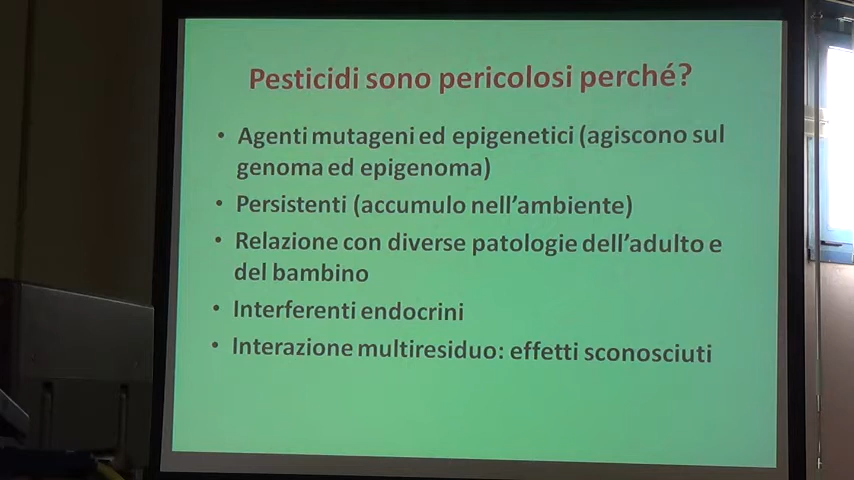 Pesticidi sono pericolosi perché?
• Agenti mutageni ed epigenetici (agiscono sul
genoma ed epigenoma)
• Persistenti (accumulo nell'ambiente)
• Relazione con diverse patologie dell'adulto e
del bambino
• Interferenti endocrini
• Interazione multiresiduo: effetti sconosciuti